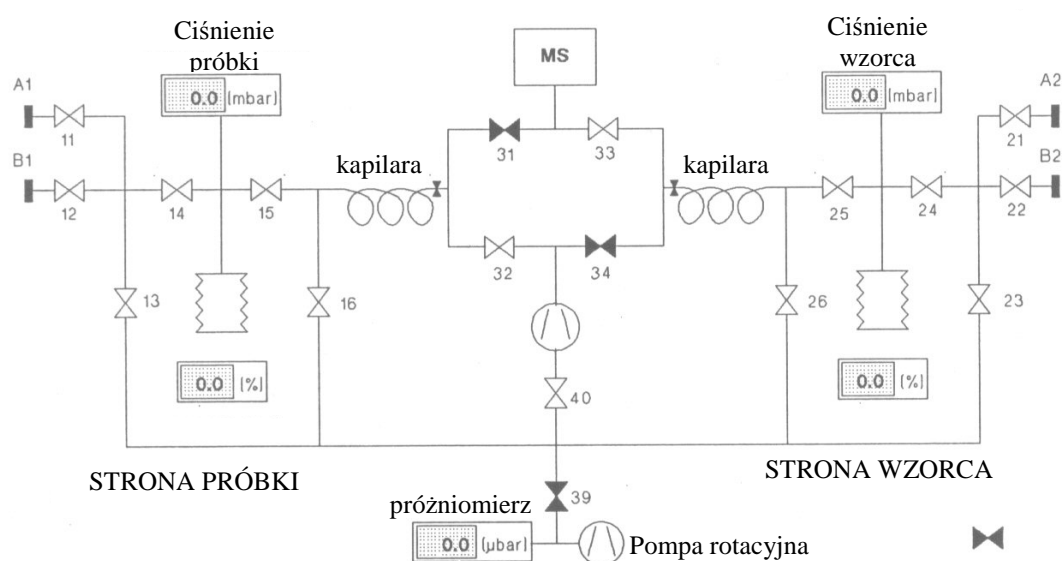 Ciśnienie
próbki
0.0 (mbar)
MS
Ciśnienie
wzorca
0.0 (mbar)
A1
11
B1
12
14
15
kapilara
31
33
kapilara
A2
21
B2
25
24
22
32
34
13
16
26
23
0.0 (%)
0.0 (%)
40
STRONA PRÓBKI
STRONA WZORCA
39
próżniomierz
0.0 (μbar)
Pompa rotacyjna